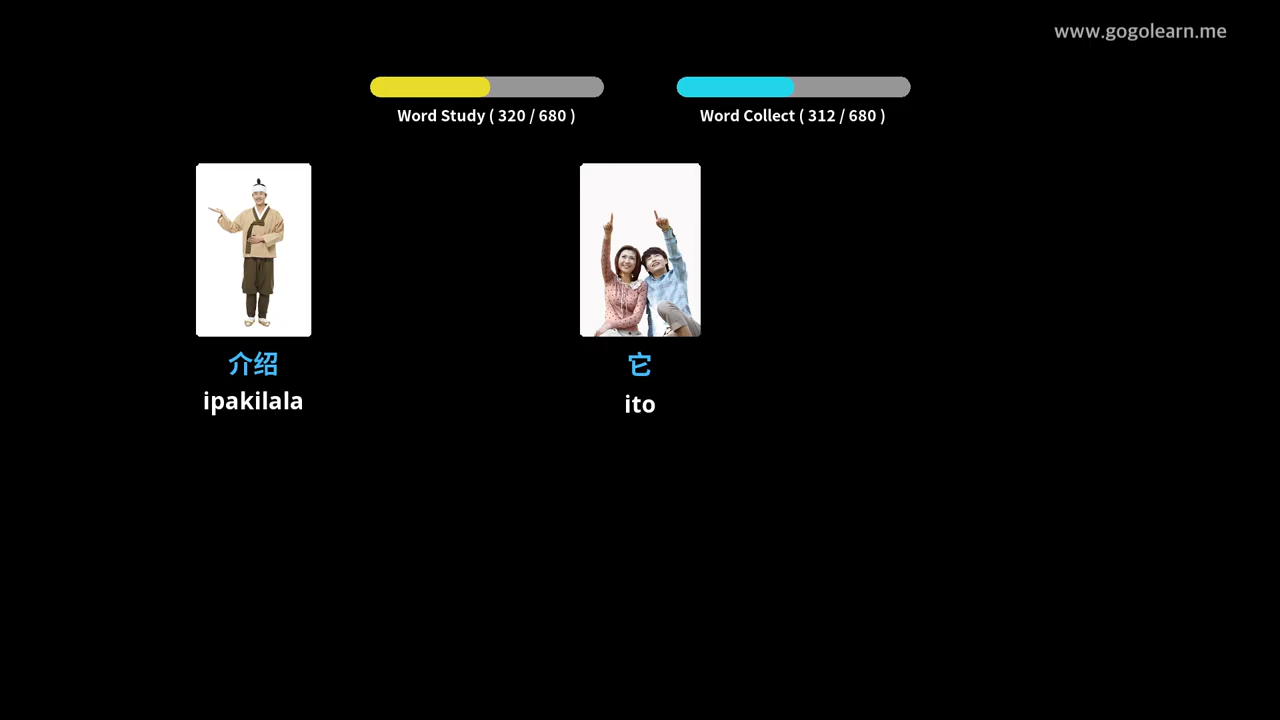 www.gogolearn.me
Word Study ( 320 / 680 )
Word Collect ( 312 / 680 )
介绍
ipakilala
它
ito